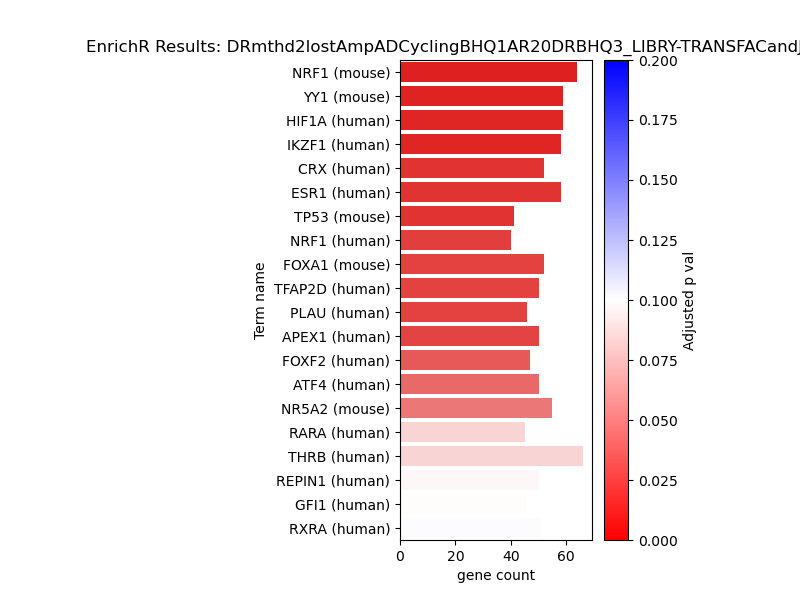 EnrichR Results: DRmthd2lostAmpADCyclingBHQ1AR20DRBHQ3_LIBRY-TRANSFACandJ
NRF1 (mouse)
YY1 (mouse)
HIF1A (human)
IKZF1 (human)
CRX (human)
ESR1 (human)
TP53 (mouse)
NRF1 (human)
FOXA1 (mouse)
TFAP2D (human)
PLAU (human)
APEX1 (human)
FOXF2 (human)
ATF4 (human)
NR5A2 (mouse)
RARA (human)
THRB (human)
REPIN1 (human)
GFI1 (human)
RXRA (human)
Term name
0 20 40 60
gene count
0.200
0.175
0.150
0.125
0.100
0.075
0.050
0.025
0.000
Adjusted p val